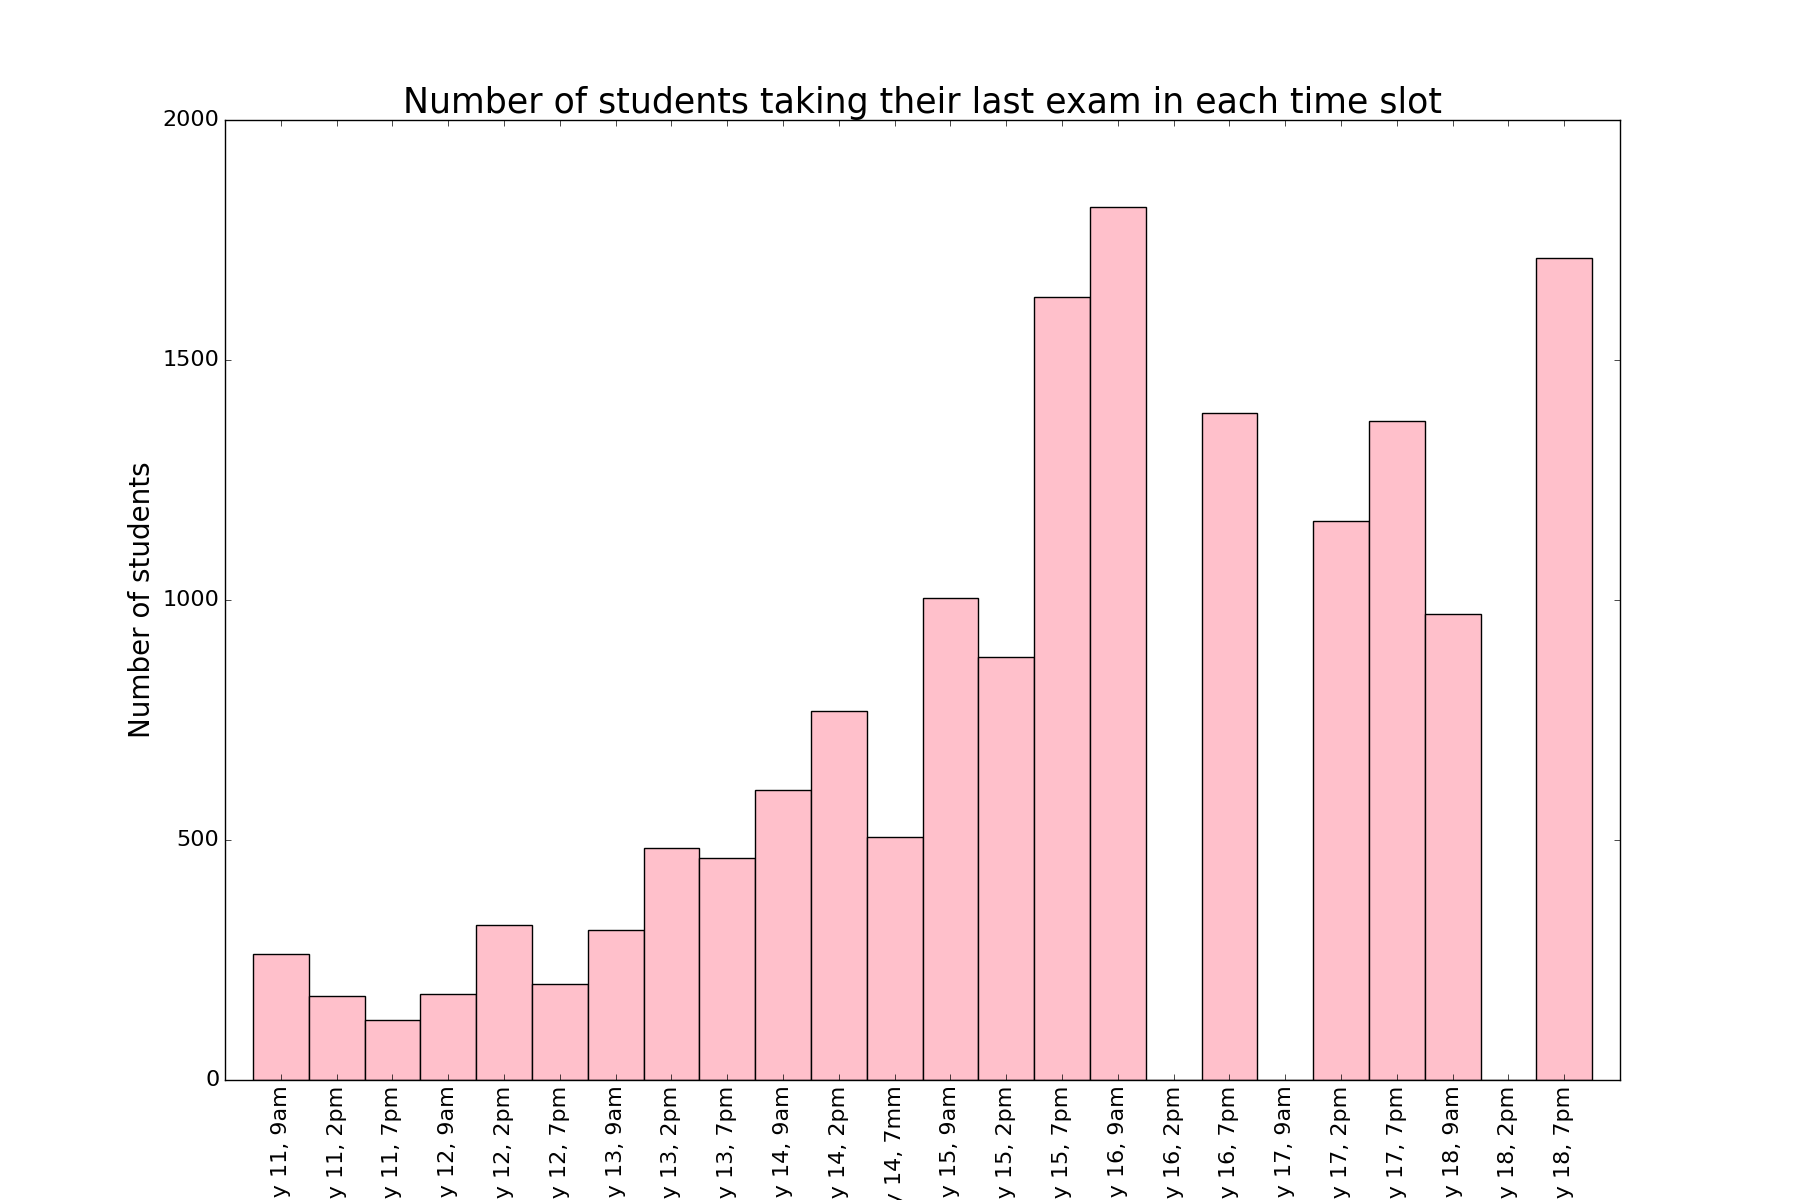 Number of students taking their last exam in each time slot
Number of students
2000
1500
1000
500
0
y 11, 9am
y 11, 2pm
y 11, 7pm
y 12, 9am
y 12, 2pm
y 12, 7pm
y 13, 9am
y 13, 2pm
y 13, 7pm
y 14, 9am
y 14, 2pm
y 14, 7mm
y 15, 9am
y 15, 2pm
y 15, 7pm
y 16, 9am
y 16, 2pm
y 16, 7pm
y 17, 9am
y 17, 2pm
y 17, 7pm
y 18, 9am
y 18, 2pm
y 18, 7pm